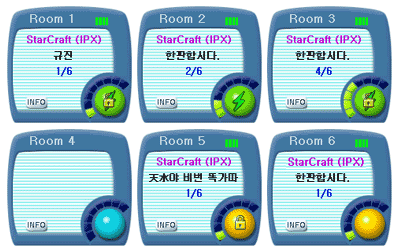 Room 1
StarCraft (IPX)
규진
1/6
INFO
Room 2
StarCraft (IPX)
한잔합시다.
2/6
INFO
Room 3
StarCraft (IPX)
한잔합시다.
4/6
INFO
Room 4
INFO
Room 5
StarCraft (IPX)
天水야 비번 똑가따
1/6
INFO
Room 6
StarCraft (IPX)
한잔합시다.
1/6
INFO